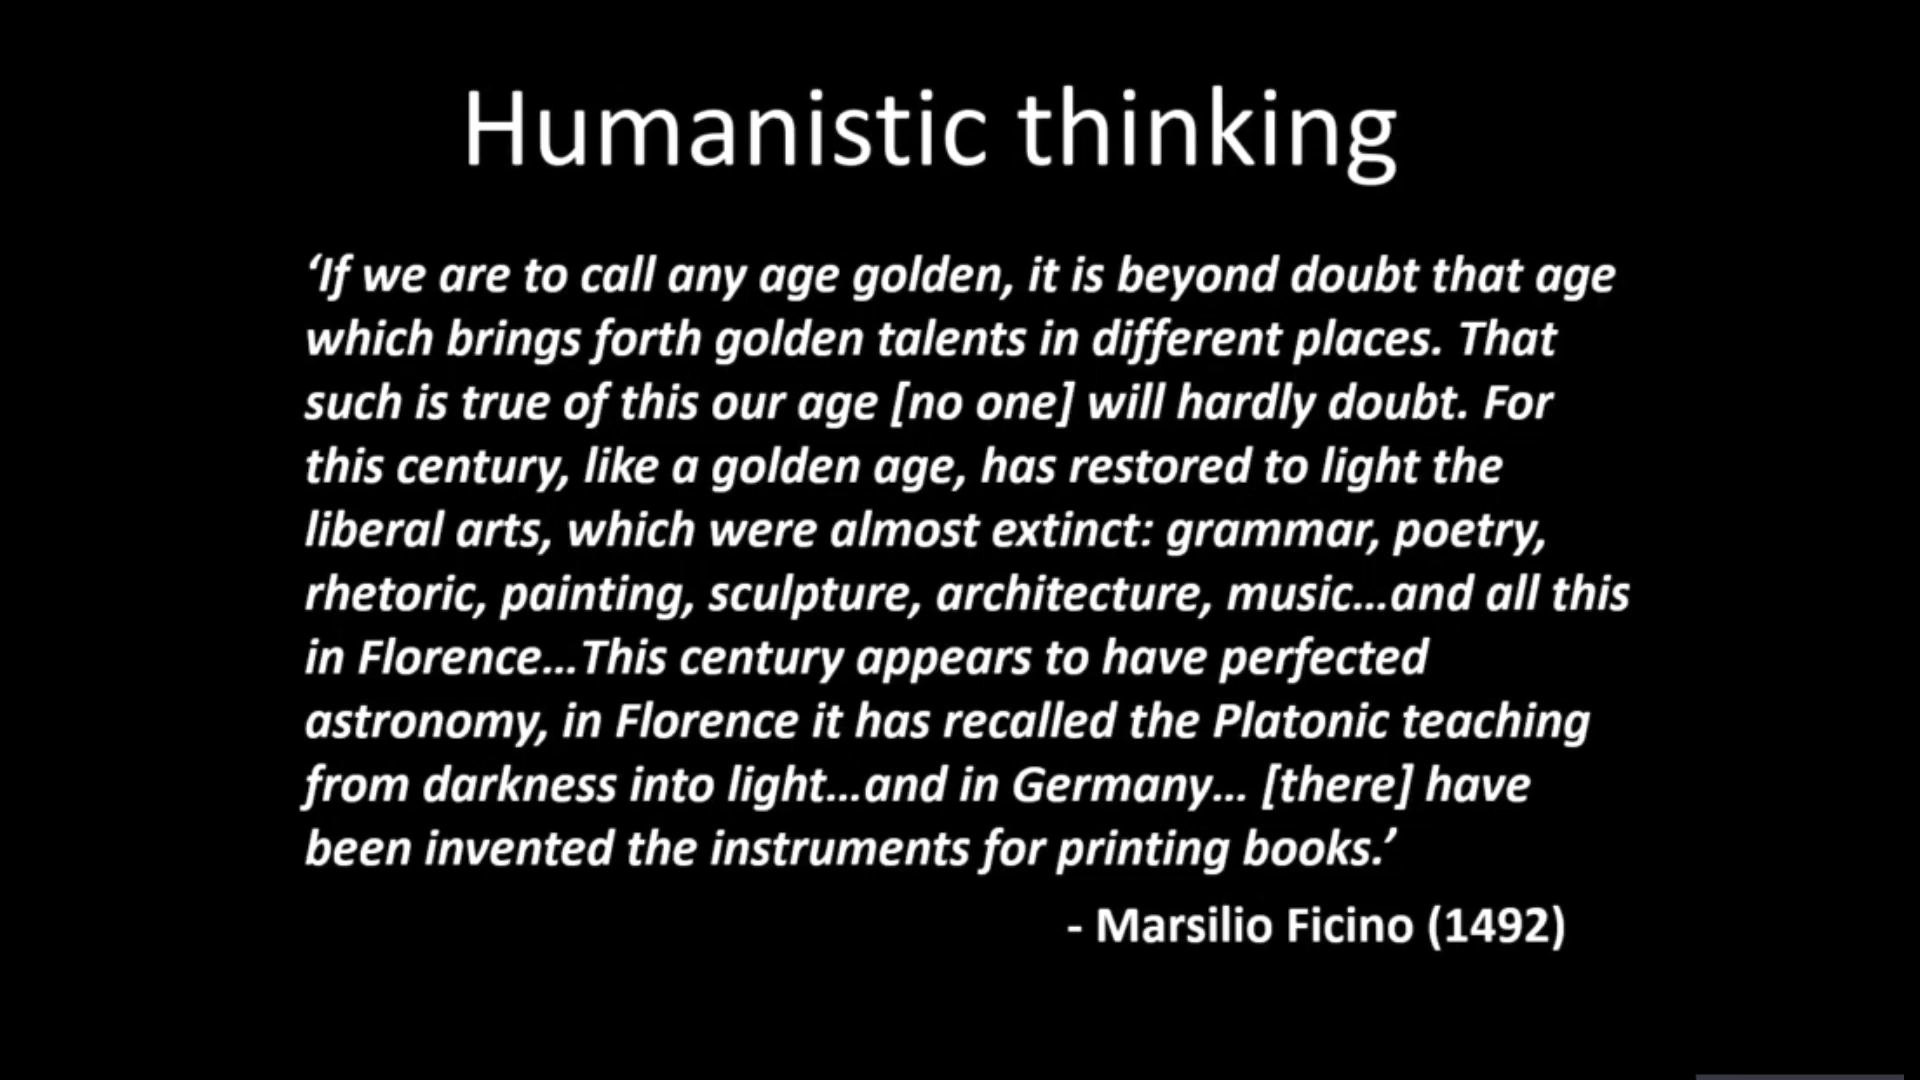 Humanistic thinking
‘If we are to call any age golden, it is beyond doubt that age
which brings forth golden talents in different places. That
such is true of this our age [no one] will hardly doubt. For
this century, like a golden age, has restored to light the
liberal arts, which were almost extinct: grammar, poetry,
rhetoric, painting, sculpture, architecture, music…and all this
in Florence…This century appears to have perfected
astronomy, in Florence it has recalled the Platonic teaching
from darkness into light…and in Germany… [there] have
been invented the instruments for printing books.’
- Marsilio Ficino (1492)